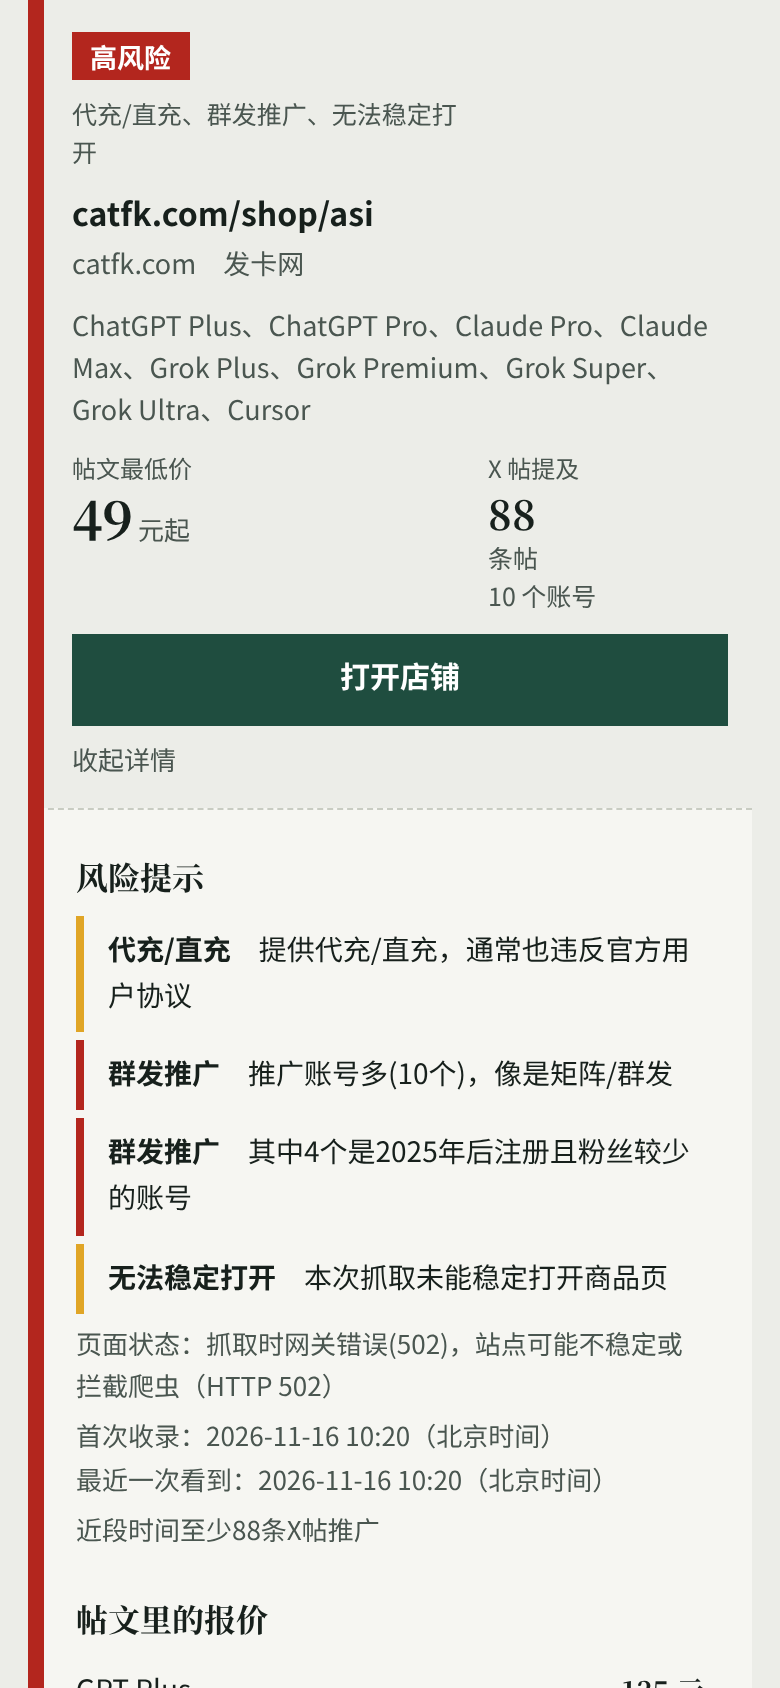 高风险
代充/直充、群发推广、无法稳定打
开
catfk.com/shop/asi
catfk.com 发卡网
ChatGPT Plus、ChatGPT Pro、Claude Pro、Claude
Max、Grok Plus、Grok Premium、Grok Super、
Grok Ultra、Cursor
帖文最低价
49 元起
X 帖提及
88
条帖
10 个账号
打开店铺
收起详情
风险提示
代充/直充 提供代充/直充，通常也违反官方用
户协议
群发推广 推广账号多(10个)，像是矩阵/群发
群发推广 其中4个是2025年后注册且粉丝较少
的账号
无法稳定打开 本次抓取未能稳定打开商品页
页面状态：抓取时网关错误(502)，站点可能不稳定或
拦截爬虫（HTTP 502）
首次收录：2026-11-16 10:20（北京时间）
最近一次看到：2026-11-16 10:20（北京时间）
近段时间至少88条X帖推广
帖文里的报价
GPT Plus